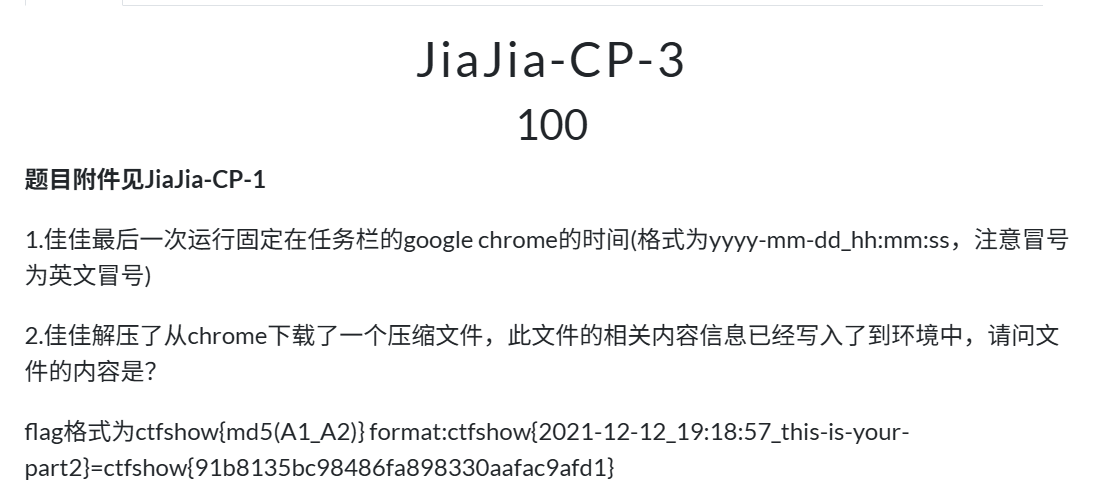 JiaJia-CP-3
100
题目附件见JiaJia-CP-1
1.佳佳最后一次运行固定在任务栏的google chrome的时间(格式为yyyy-mm-dd_hh:mm:ss，注意冒号
为英文冒号)
2.佳佳解压了从chrome下载了一个压缩文件，此文件的相关内容信息已经写入了到环境中，请问文
件的内容是？
flag格式为ctfshow{md5(A1_A2)} format:ctfshow{2021-12-12_19:18:57_this-is-your-
part2}=ctfshow{91b8135bc98486fa898330aafac9afd1}